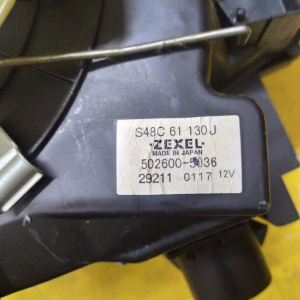 S48C 61 130J
·ZEXEL·
MADE IN JAPAN
502600-5036
29211 0117 12V